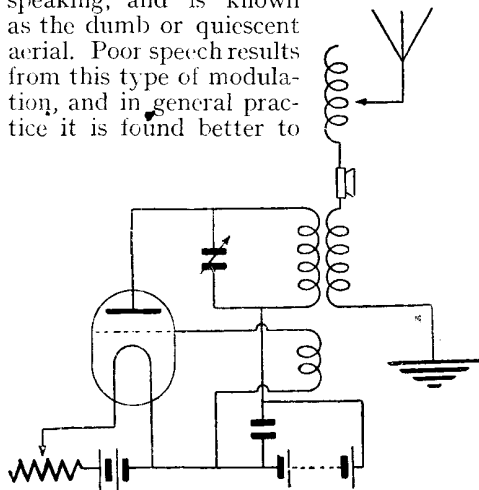 speaking, and is known
as the dumb or quiescent
aerial. Poor speech results
from this type of modula-
tion, and in general prac-
tice it is found better to